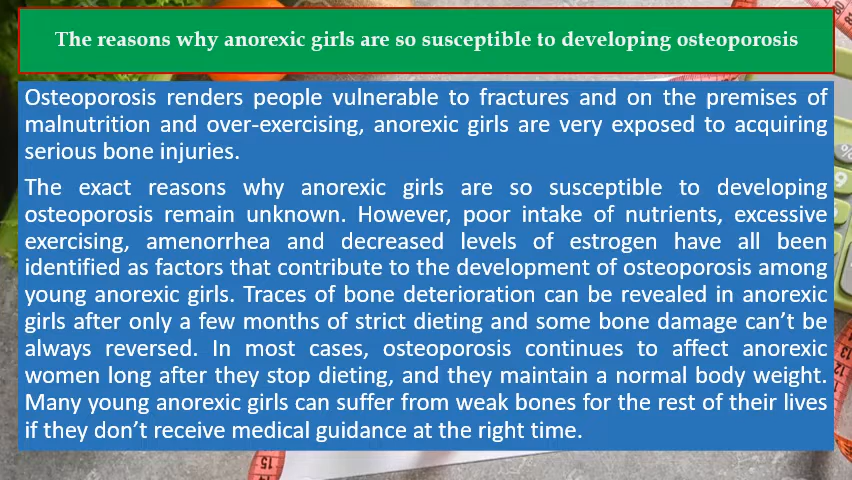 The reasons why anorexic girls are so susceptible to developing osteoporosis
Osteoporosis renders people vulnerable to fractures and on the premises of
malnutrition and over-exercising, anorexic girls are very exposed to acquiring
serious bone injuries.
The exact reasons why anorexic girls are so susceptible to developing
osteoporosis remain unknown. However, poor intake of nutrients, excessive
exercising, amenorrhea and decreased levels of estrogen have all been
identified as factors that contribute to the development of osteoporosis among
young anorexic girls. Traces of bone deterioration can be revealed in anorexic
girls after only a few months of strict dieting and some bone damage can’t be
always reversed. In most cases, osteoporosis continues to affect anorexic
women long after they stop dieting, and they maintain a normal body weight.
Many young anorexic girls can suffer from weak bones for the rest of their lives
if they don’t receive medical guidance at the right time.
80
%
9
15